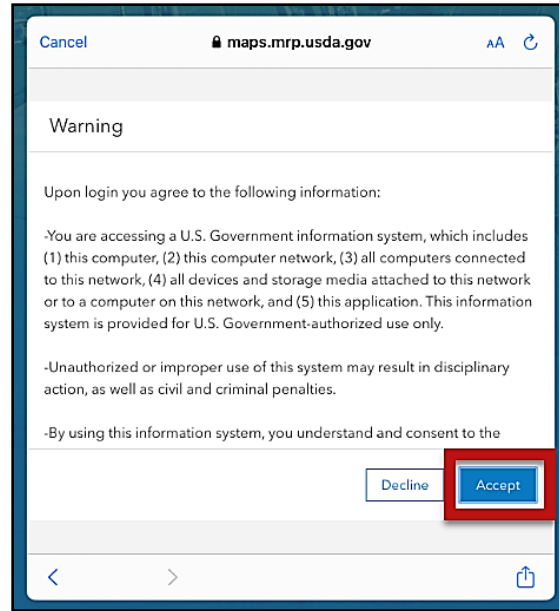 Cancel maps.mrp.usda.gov AA
Warning
Upon login you agree to the following information:
-You are accessing a U.S. Government information system, which includes
(1) this computer, (2) this computer network, (3) all computers connected
to this network, (4) all devices and storage media attached to this network
or to a computer on this network, and (5) this application. This information
system is provided for U.S. Government-authorized use only.
-Unauthorized or improper use of this system may result in disciplinary
action, as well as civil and criminal penalties.
-By using this information system, you understand and consent to the
Decline Accept